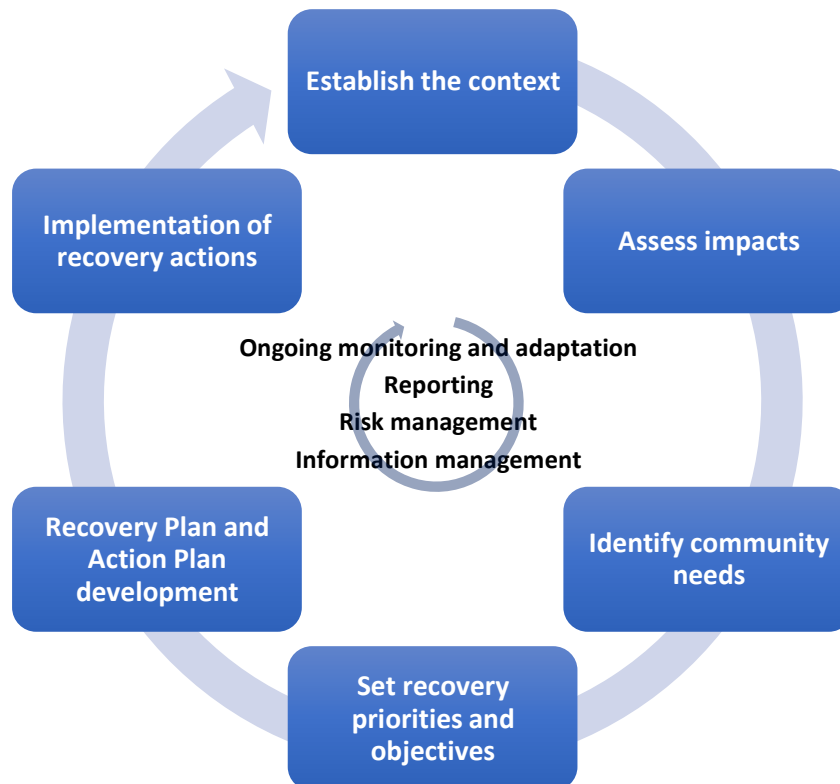 Establish the context
Assess impacts
Identify community
needs
Set recovery
priorities and
objectives
Recovery Plan and
Action Plan
development
Implementation of
recovery actions
Ongoing monitoring and adaptation
Reporting
Risk management
Information management